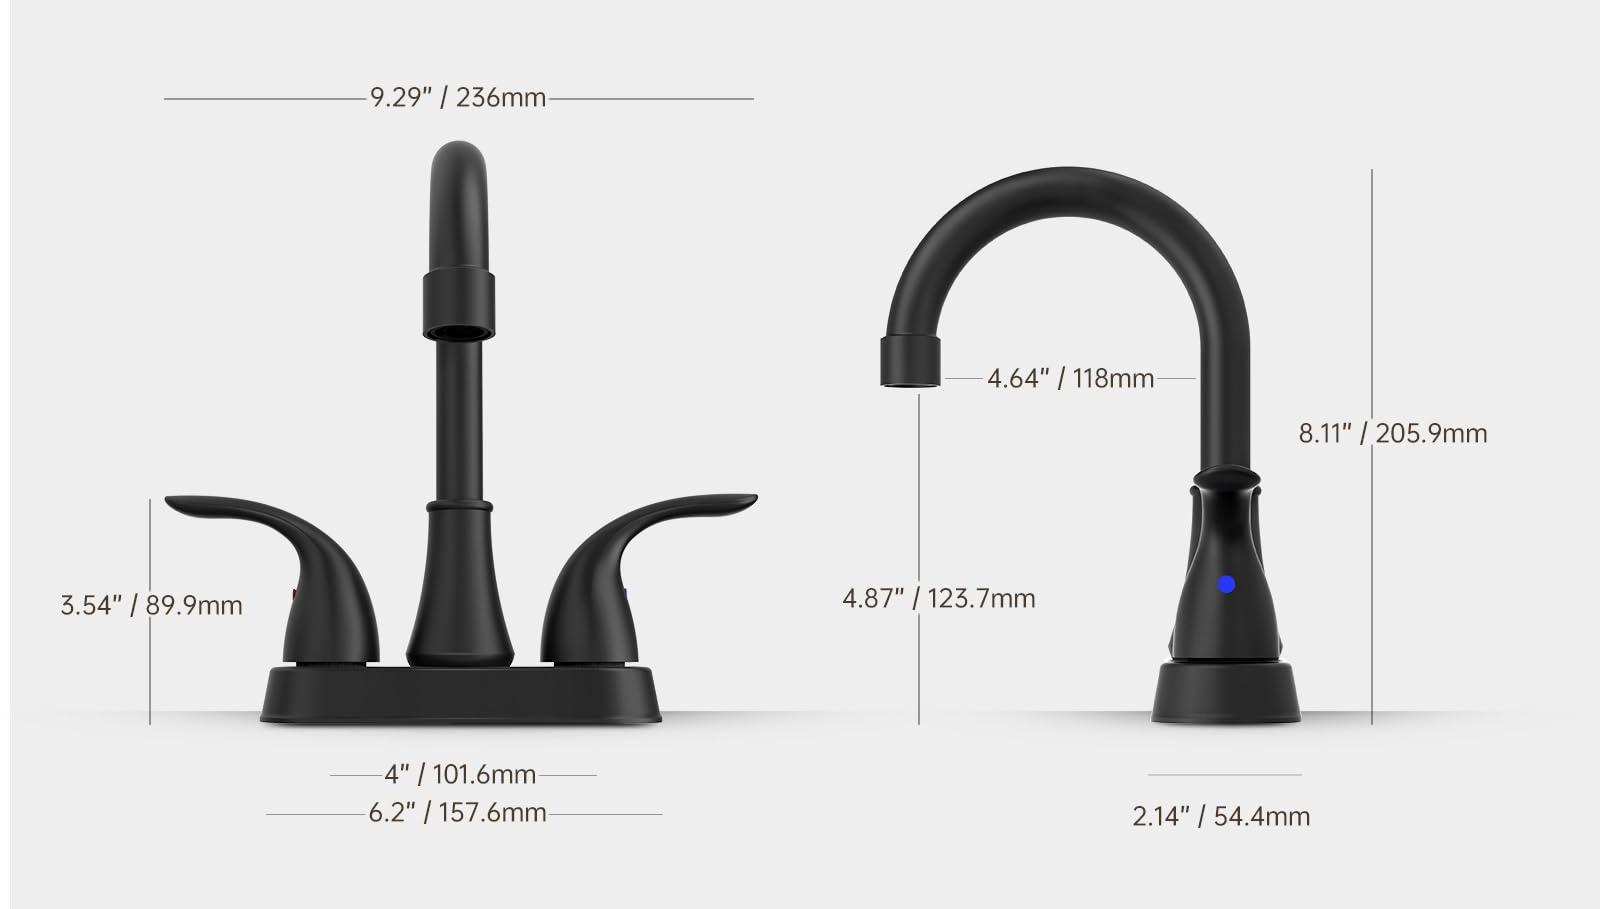 9.29" / 236mm
4.64" / 118mm
8.11" / 205.9mm
3.54" / 89.9mm
4.87" / 123.7mm
4" / 101.6mm
6.2" / 157.6mm
2.14" / 54.4mm